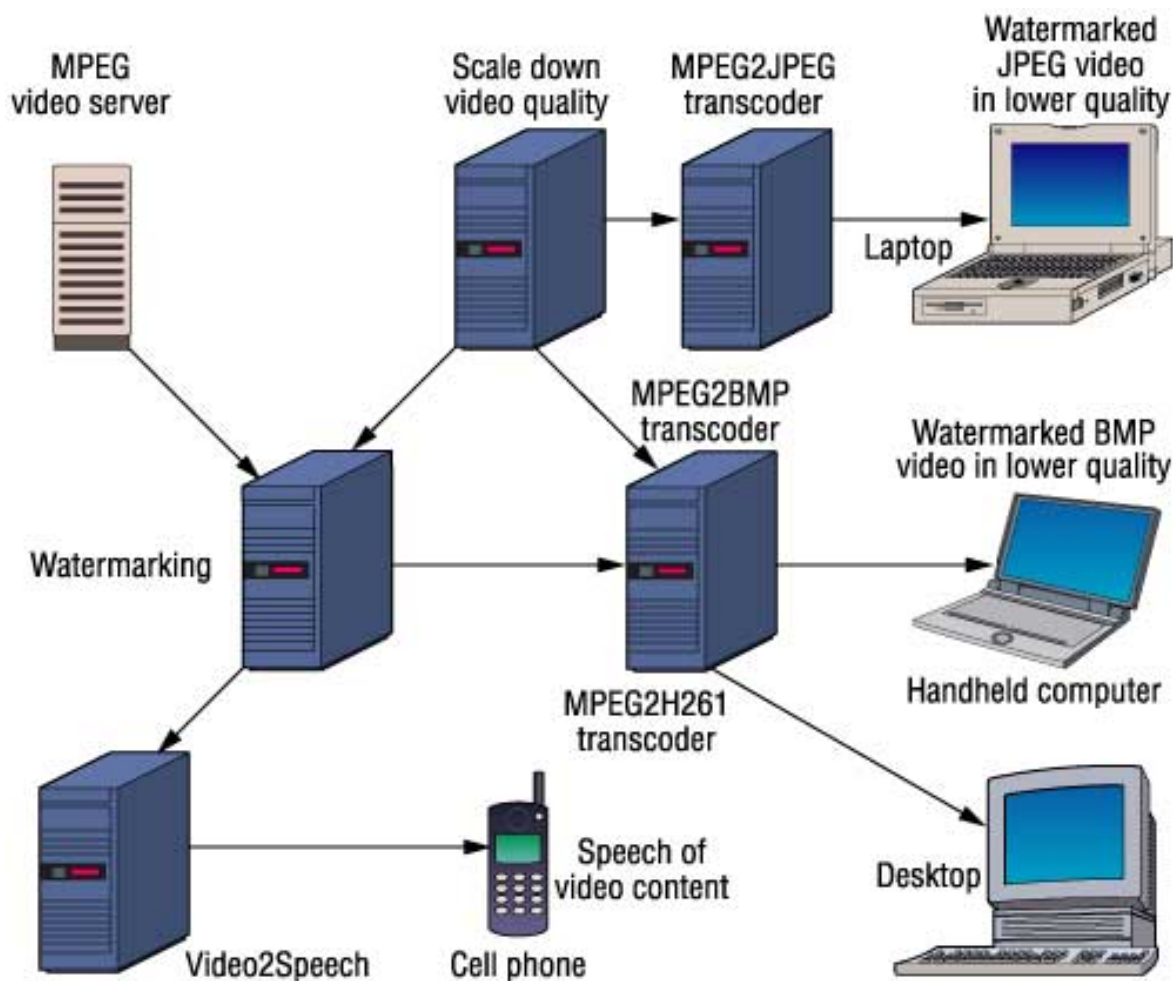 MPEG
video server
Scale down
video quality
MPEG2JPEG
transcoder
Watermarked
JPEG video
in lower quality
Laptop
MPEG2BMP
transcoder
Watermarked BMP
video in lower quality
Watermarking
Handheld computer
MPEG2H261
transcoder
Speech of
video content
Desktop
Video2Speech
Cell phone